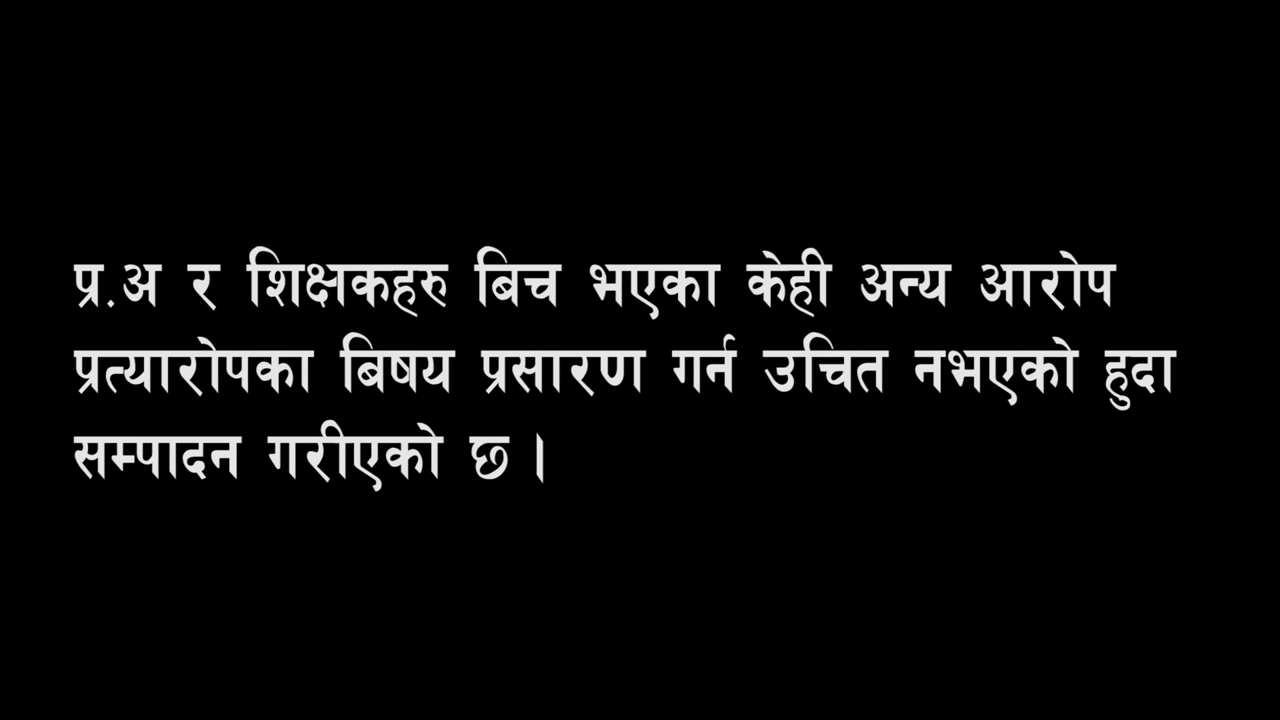 प्र.अ र शिक्षकहरु बिच भएका केही अन्य आरोप
प्रत्यारोपका बिषय प्रसारण गर्न उचित नभएको हुदा
सम्पादन गरीएको छ ।